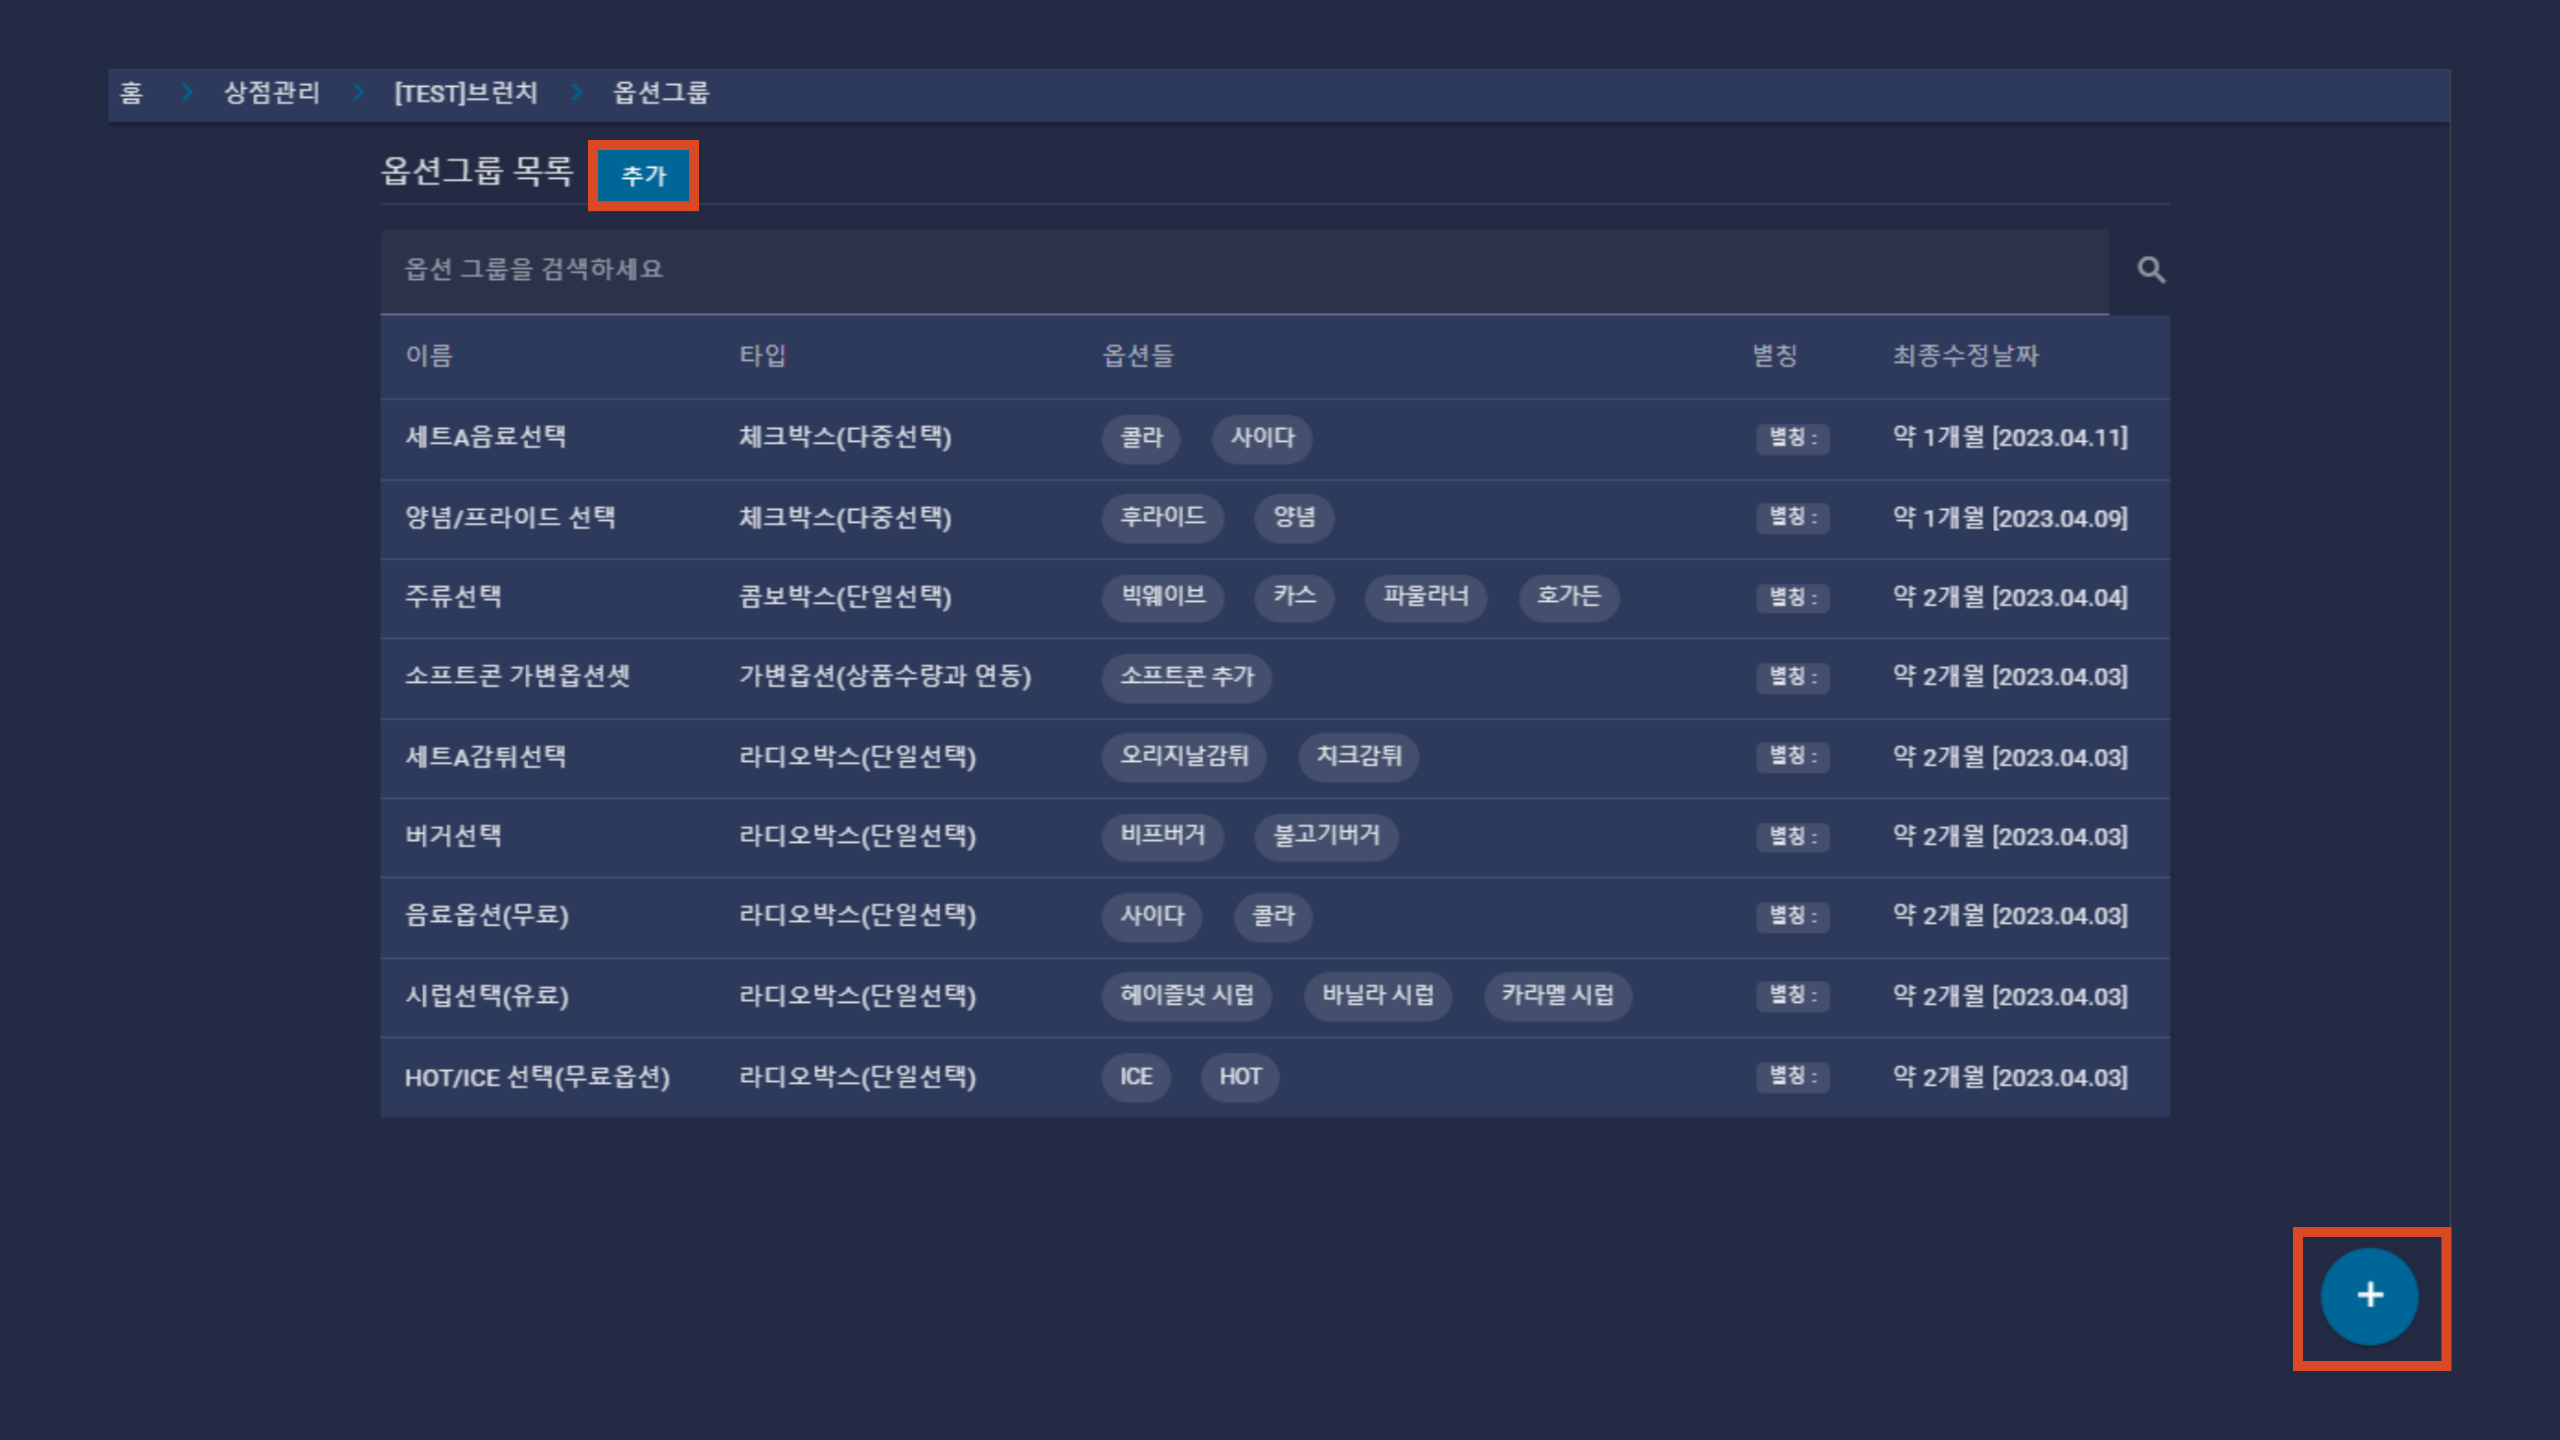 홈 > 상점관리 > [TEST]브런치 > 옵션그룹
옵션그룹 목록 추가
옵션 그룹을 검색하세요
이름 타입 옵션들 별칭 최종수정날짜
세트A음료선택 체크박스(다중선택) 콜라 사이다 별칭 : 약 1개월 [2023.04.11]
양념/프라이드 선택 체크박스(다중선택) 후라이드 양념 별칭 : 약 1개월 [2023.04.09]
주류선택 콤보박스(단일선택) 빅웨이브 카스 파울라너 호가든 별칭 : 약 2개월 [2023.04.04]
소프트콘 가변옵션셋 가변옵션(상품수량과 연동) 소프트콘 추가 별칭 : 약 2개월 [2023.04.03]
세트A감튀선택 라디오박스(단일선택) 오리지날감튀 치크감튀 별칭 : 약 2개월 [2023.04.03]
버거선택 라디오박스(단일선택) 비프버거 불고기버거 별칭 : 약 2개월 [2023.04.03]
음료옵션(무료) 라디오박스(단일선택) 사이다 콜라 별칭 : 약 2개월 [2023.04.03]
시럽선택(유료) 라디오박스(단일선택) 헤이즐넛 시럽 바닐라 시럽 카라멜 시럽 별칭 : 약 2개월 [2023.04.03]
HOT/ICE 선택(무료옵션) 라디오박스(단일선택) ICE HOT 별칭 : 약 2개월 [2023.04.03]
+